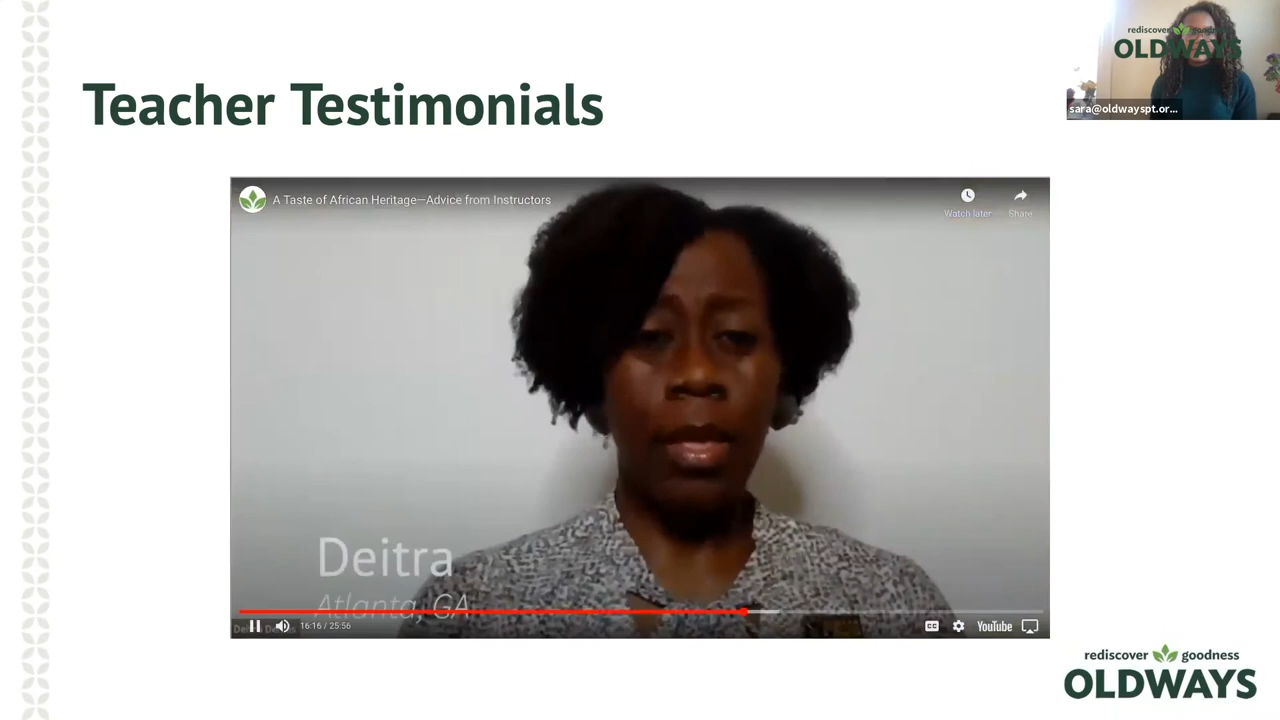 rediscover goodness
OLDWAYS
sara@oldwayspt.or...
Teacher Testimonials
A Taste of African Heritage—Advice from Instructors
Watch later
Share
Deitra
Atlanta, GA
16:16 / 25:56
CC
YouTube
rediscover goodness
OLDWAYS